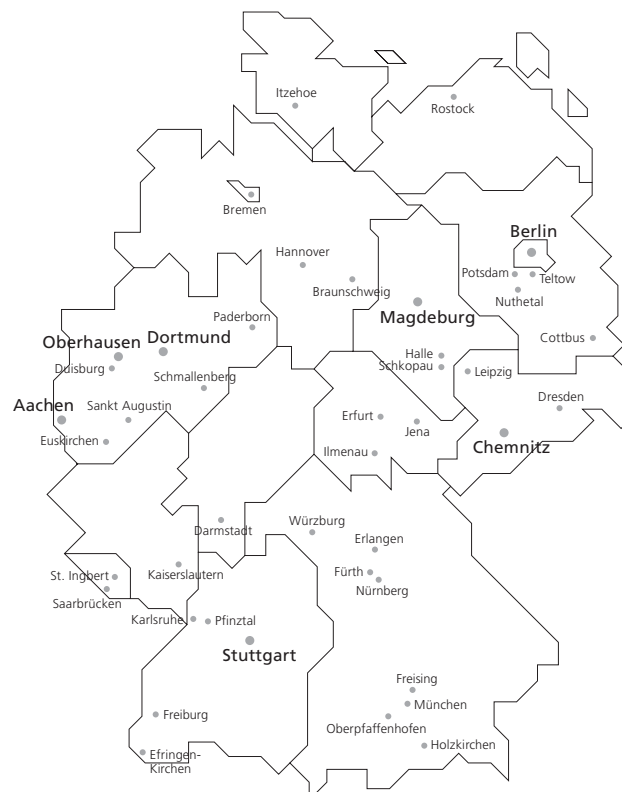 Itzehoe
Rostock
Bremen
Berlin
Hannover
Potsdam
Teltow
Braunschweig
Nuthetal
Magdeburg
Paderborn
Oberhausen
Dortmund
Cottbus
Duisburg
Halle
Schkopau
Leipzig
Schmallenberg
Aachen
Sankt Augustin
Erfurt
Jena
Dresden
Euskirchen
Chemnitz
Ilmenau
Darmstadt
Würzburg
Erlangen
St. Ingbert
Kaiserslautern
Fürth
Nürnberg
Saarbrücken
Karlsruhe
Pfinztal
Stuttgart
Freising
München
Freiburg
Oberpfaffenhofen
Holzkirchen
Efringen-
Kirchen